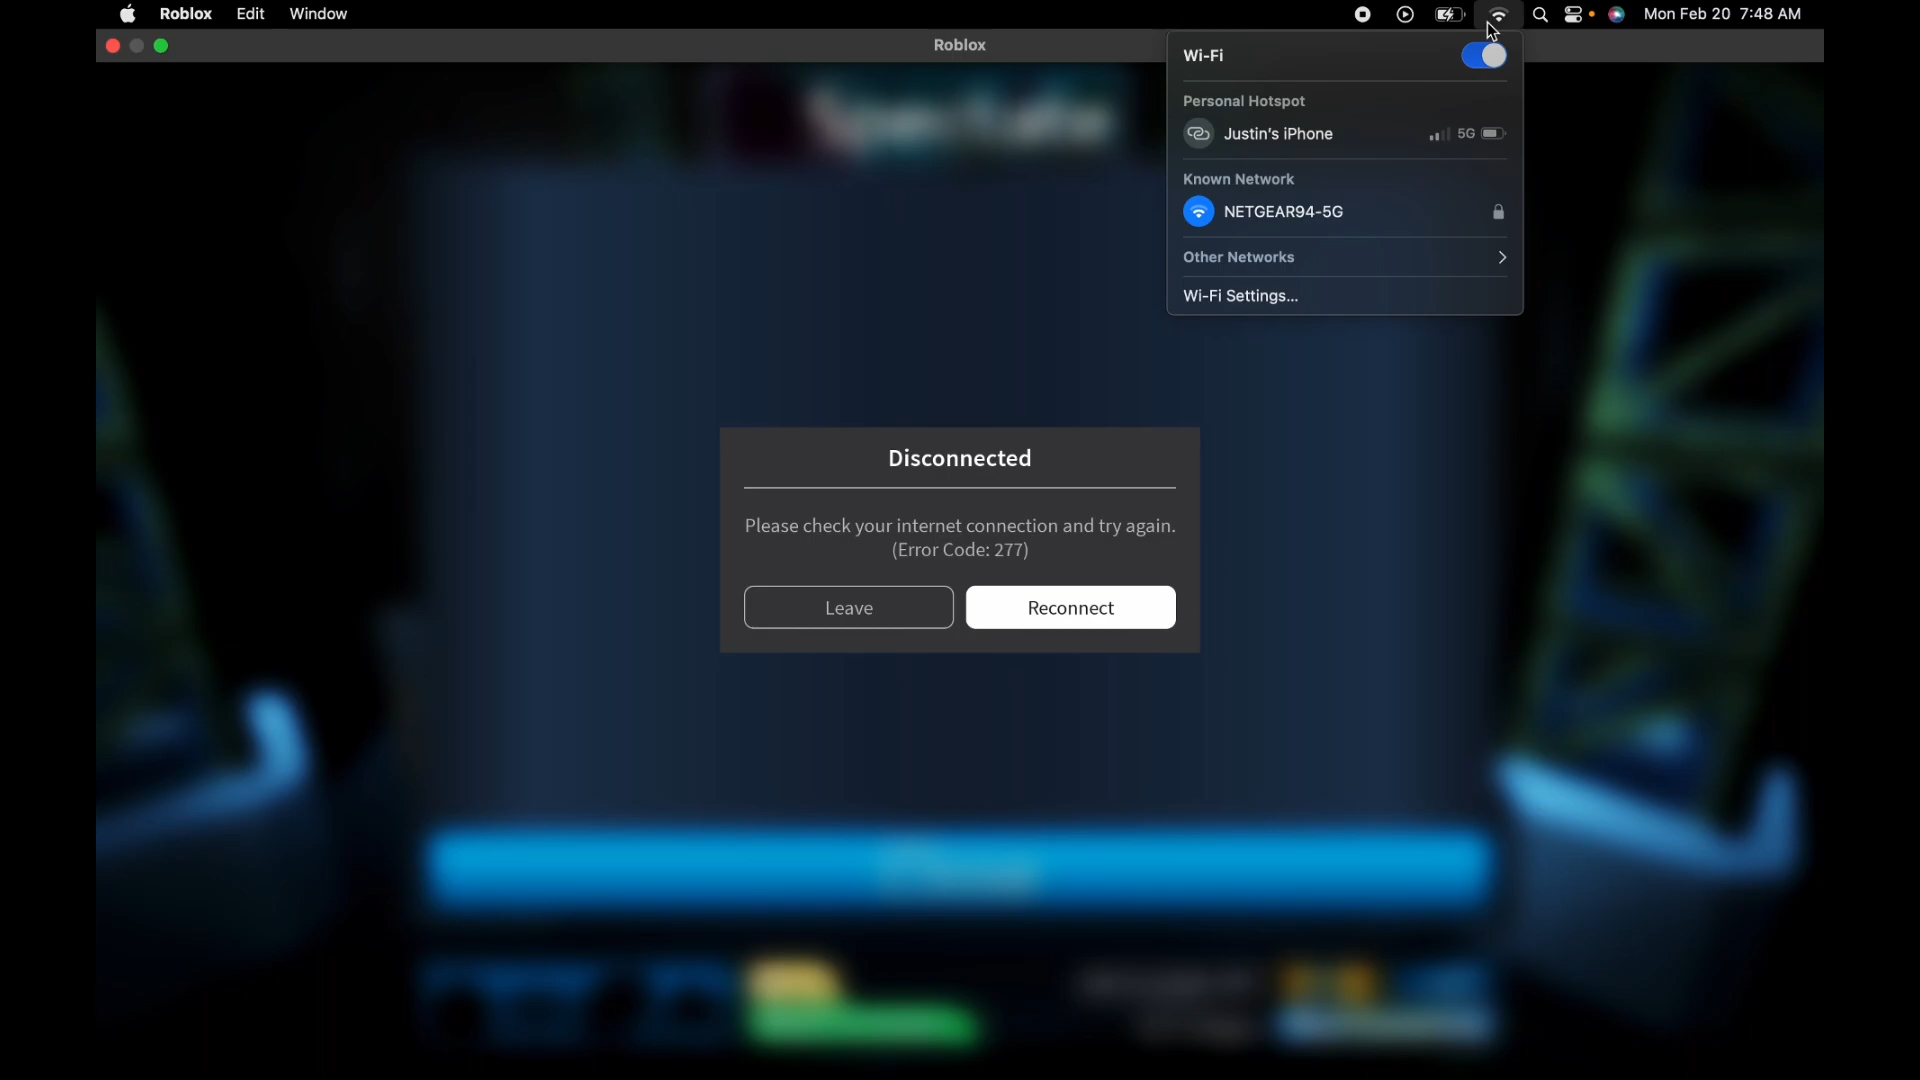 Roblox Edit Window
Mon Feb 20 7:48 AM
Roblox
Wi-Fi
Personal Hotspot
Justin's iPhone 5G
Known Network
NETGEAR94-5G
Other Networks
Wi-Fi Settings...
Spectate
Disconnected
Please check your internet connection and try again.
(Error Code: 277)
Leave Reconnect